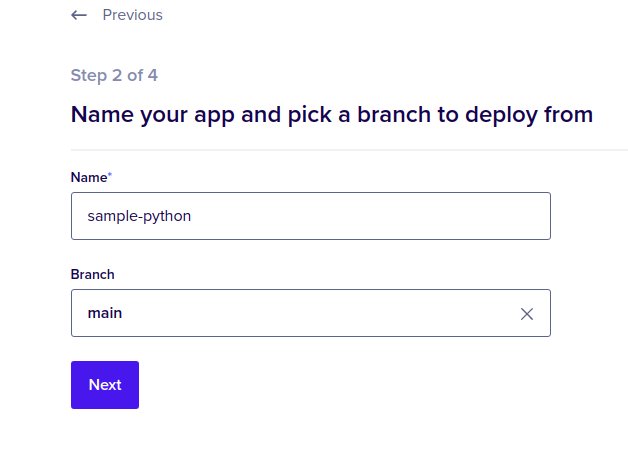 ← Previous
Step 2 of 4
Name your app and pick a branch to deploy from
Name*
sample-python
Branch
main
Next